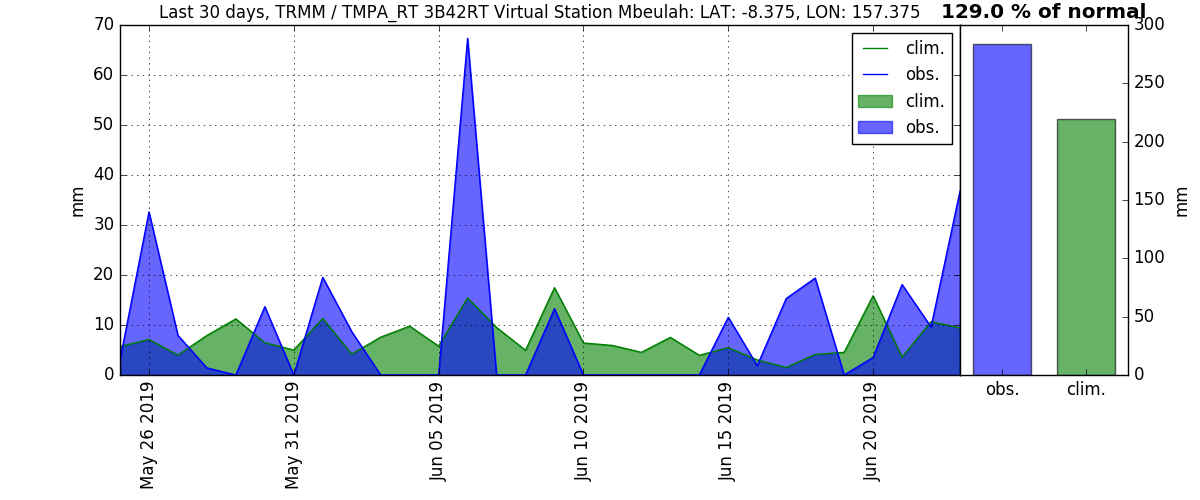 Last 30 days, TRMM / TMPA_RT 3B42RT Virtual Station Mbeulah: LAT: -8.375, LON: 157.375
129.0 % of normal
70
60
50
40
30
20
10
0
mm
clim.
obs.
clim.
obs.
May 26 2019
May 31 2019
Jun 05 2019
Jun 10 2019
Jun 15 2019
Jun 20 2019
300
250
200
150
100
50
0
mm
obs.
clim.